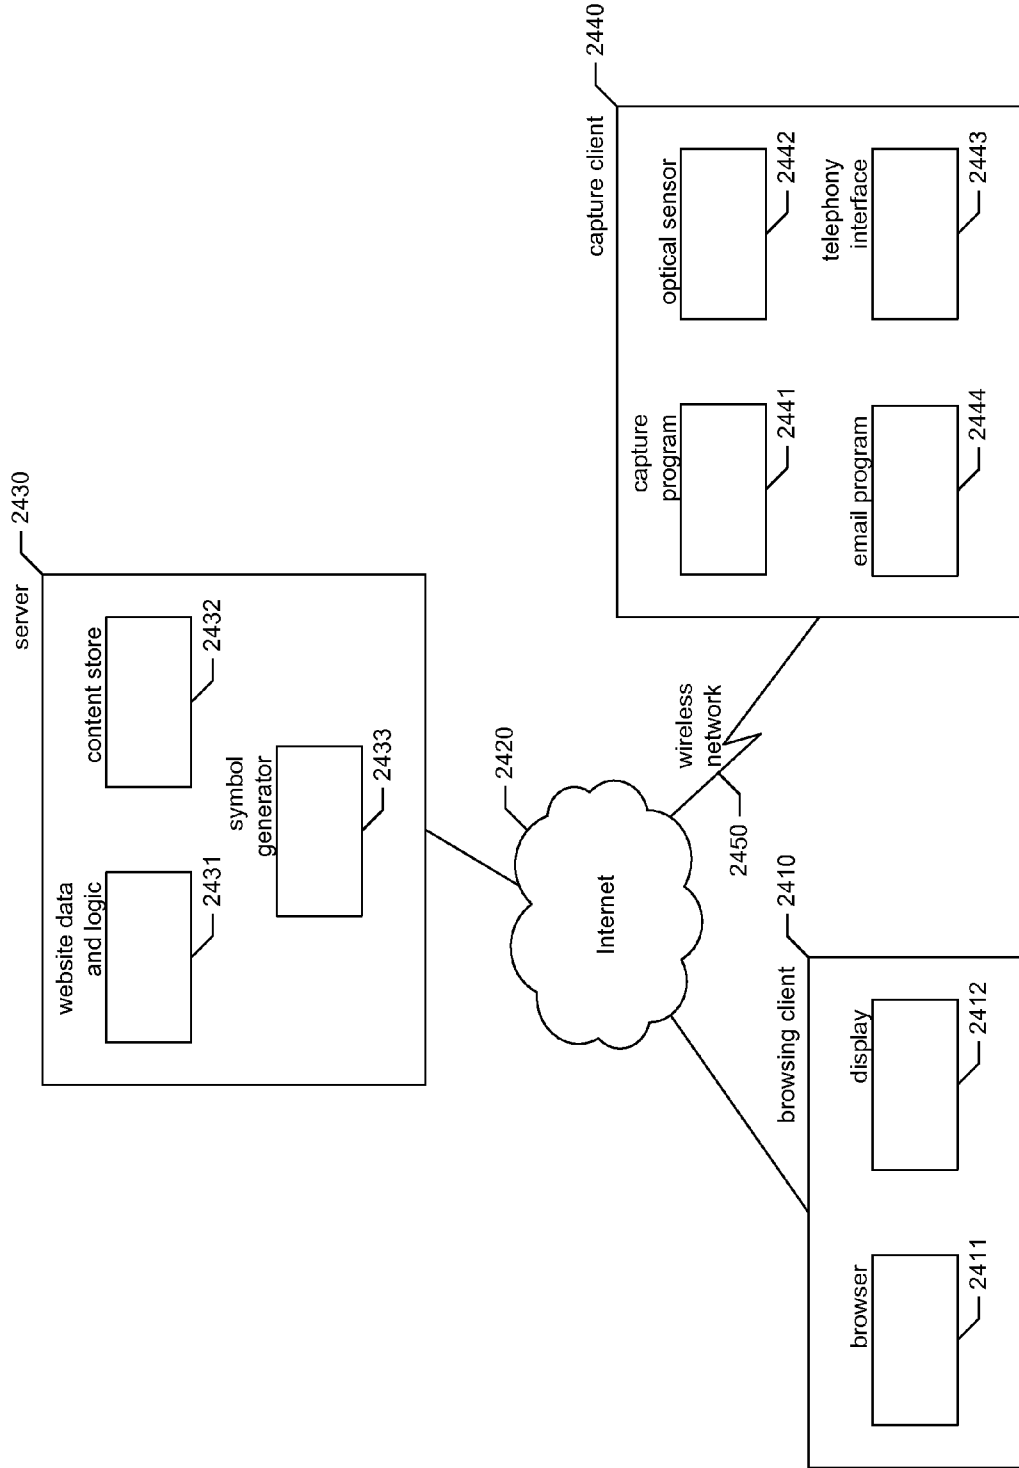 server
2430
website data
and logic
2431
content store
2432
symbol
generator
2433
2420
Internet
wireless
network
2450
browsing client
2410
browser
2411
display
2412
capture client
2440
capture
program
2441
optical sensor
2442
email program
2444
telephony
interface
2443